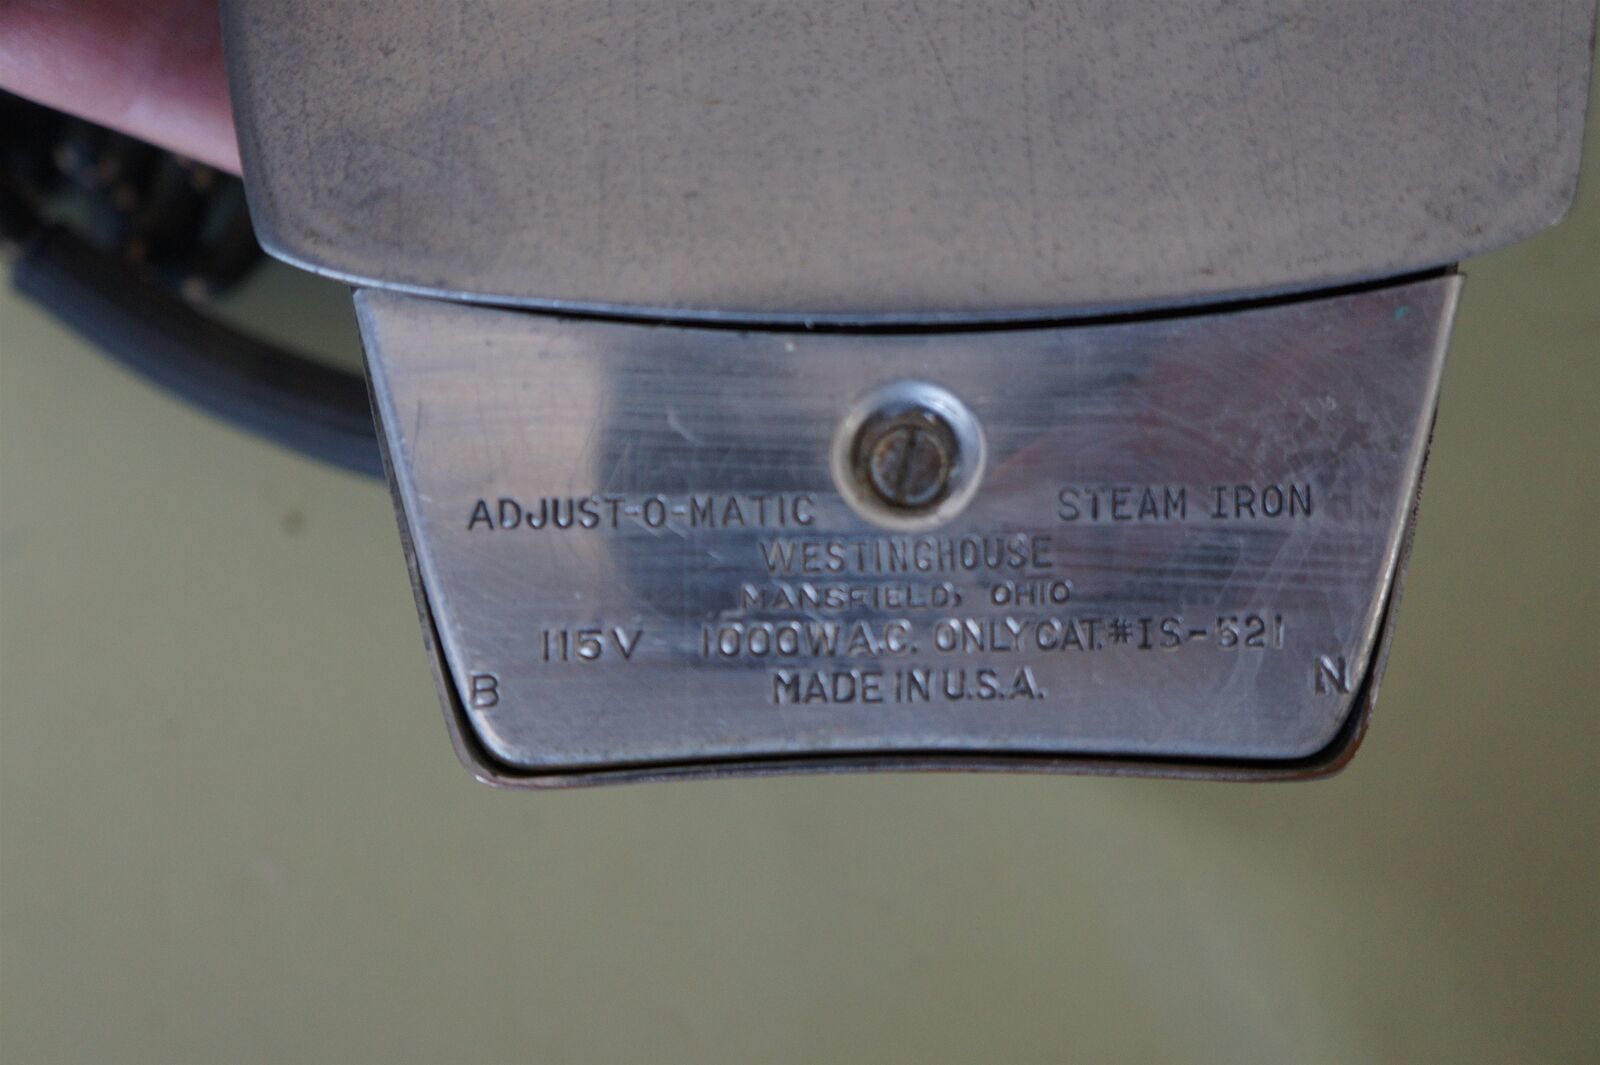 ADJUST-O-MATIC STEAM IRON
WESTINGHOUSE
MANSFIELD, OHIO
115V 1000W A.C. ONLY CAT.#IS-521
B MADE IN U.S.A. N